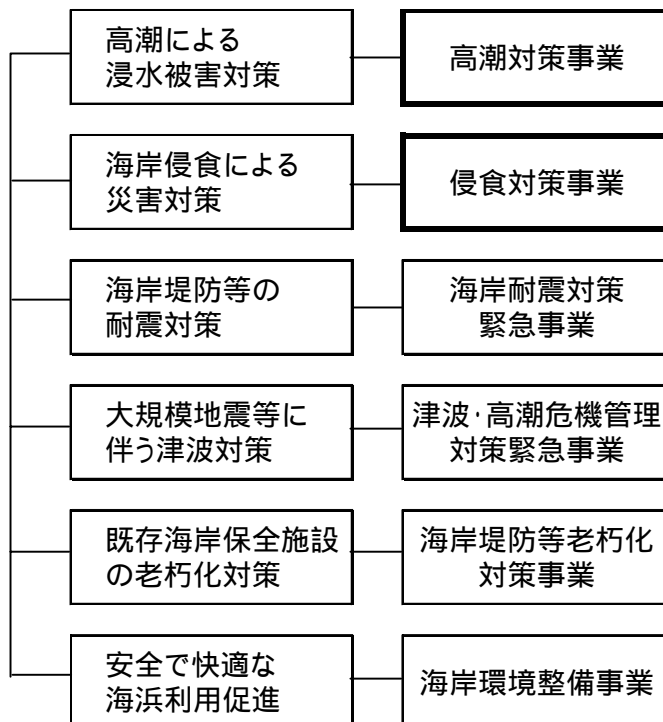 高潮による
浸水被害対策
高潮対策事業
海岸侵食による
災害対策
侵食対策事業
海岸堤防等の
耐震対策
海岸耐震対策
緊急事業
大規模地震等に
伴う津波対策
津波・高潮危機管理
対策緊急事業
既存海岸保全施設
の老朽化対策
海岸堤防等老朽化
対策事業
安全で快適な
海浜利用促進
海岸環境整備事業